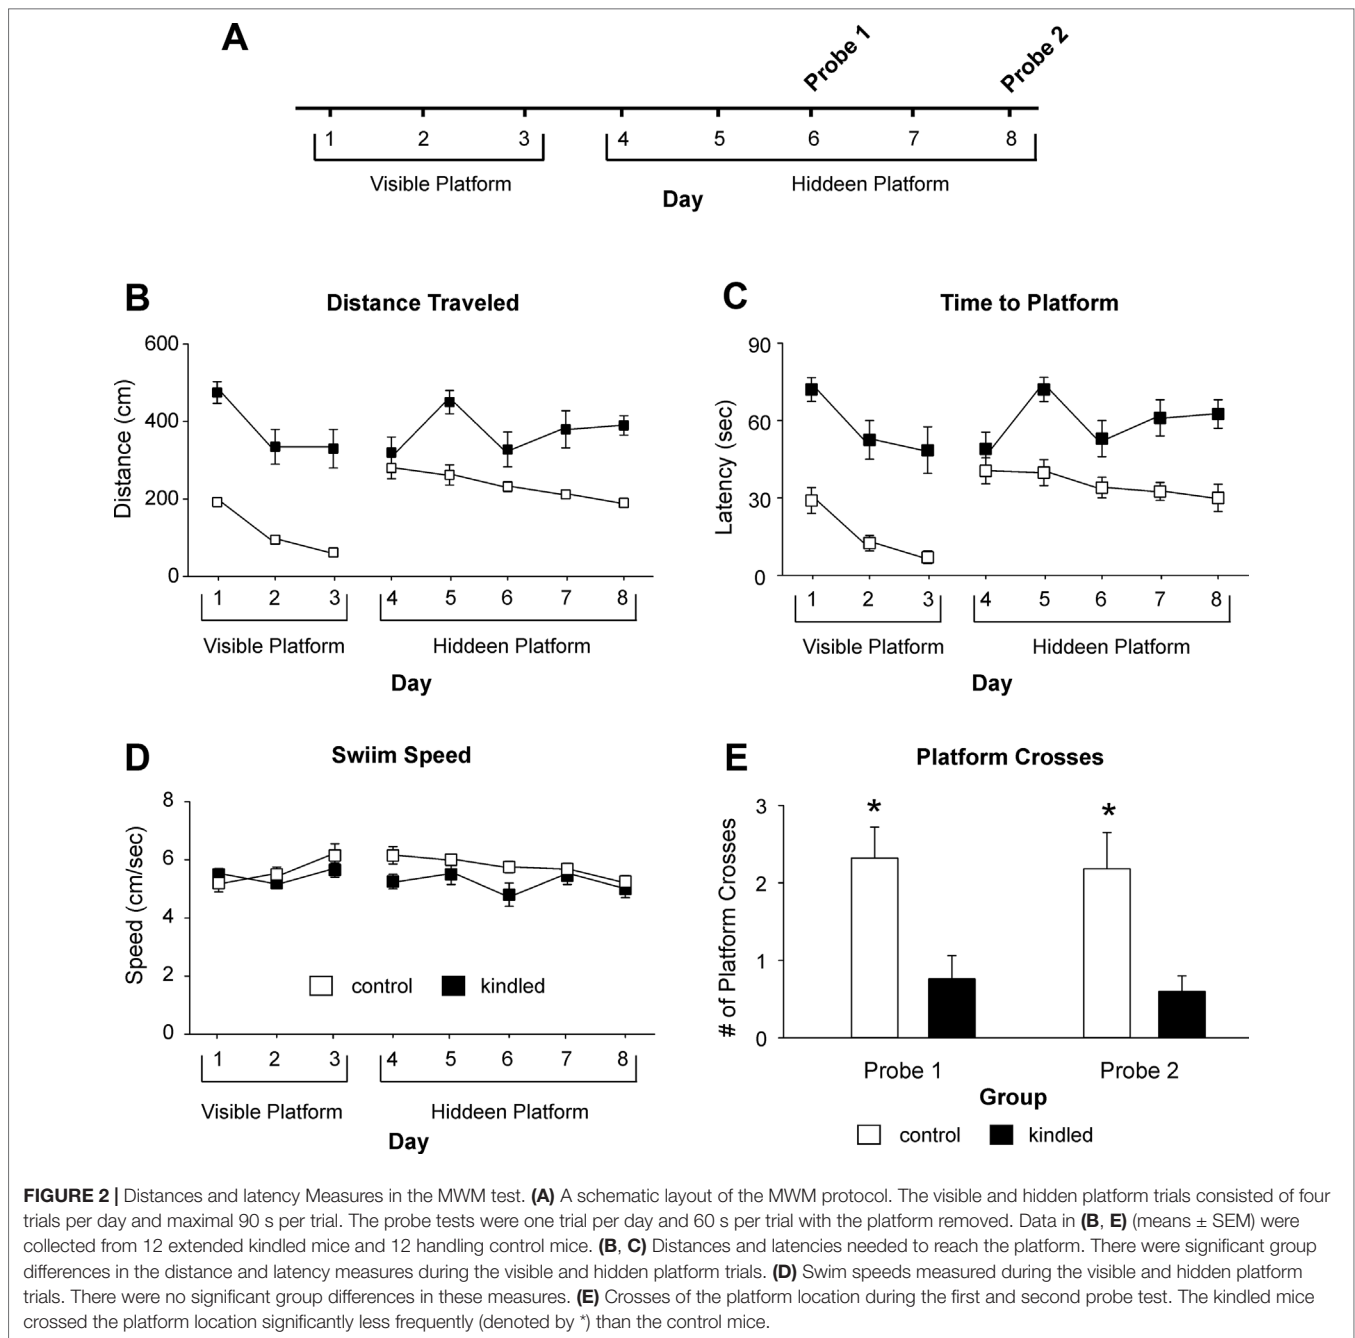 A
Probe 1
Probe 2
1 2 3 4 5 6 7 8
Visible Platform
Hiddeen Platform
Day
B
Distance Traveled
600
400
200
0
Distance (cm)
1 2 3 4 5 6 7 8
Visible Platform
Hiddeen Platform
Day
C
Time to Platform
90
60
30
0
Latency (sec)
1 2 3 4 5 6 7 8
Visible Platform
Hiddeen Platform
Day
D
Swiim Speed
8
6
4
2
0
Speed (cm/sec)
control
kindled
1 2 3 4 5 6 7 8
Visible Platform
Hiddeen Platform
Day
E
Platform Crosses
3
2
1
0
# of Platform Crosses
* *
Probe 1
Probe 2
Group
control
kindled
FIGURE 2 | Distances and latency Measures in the MWM test. (A) A schematic layout of the MWM protocol. The visible and hidden platform trials consisted of four
trials per day and maximal 90 s per trial. The probe tests were one trial per day and 60 s per trial with the platform removed. Data in (B, E) (means ± SEM) were
collected from 12 extended kindled mice and 12 handling control mice. (B, C) Distances and latencies needed to reach the platform. There were significant group
differences in the distance and latency measures during the visible and hidden platform trials. (D) Swim speeds measured during the visible and hidden platform
trials. There were no significant group differences in these measures. (E) Crosses of the platform location during the first and second probe test. The kindled mice
crossed the platform location significantly less frequently (denoted by *) than the control mice.